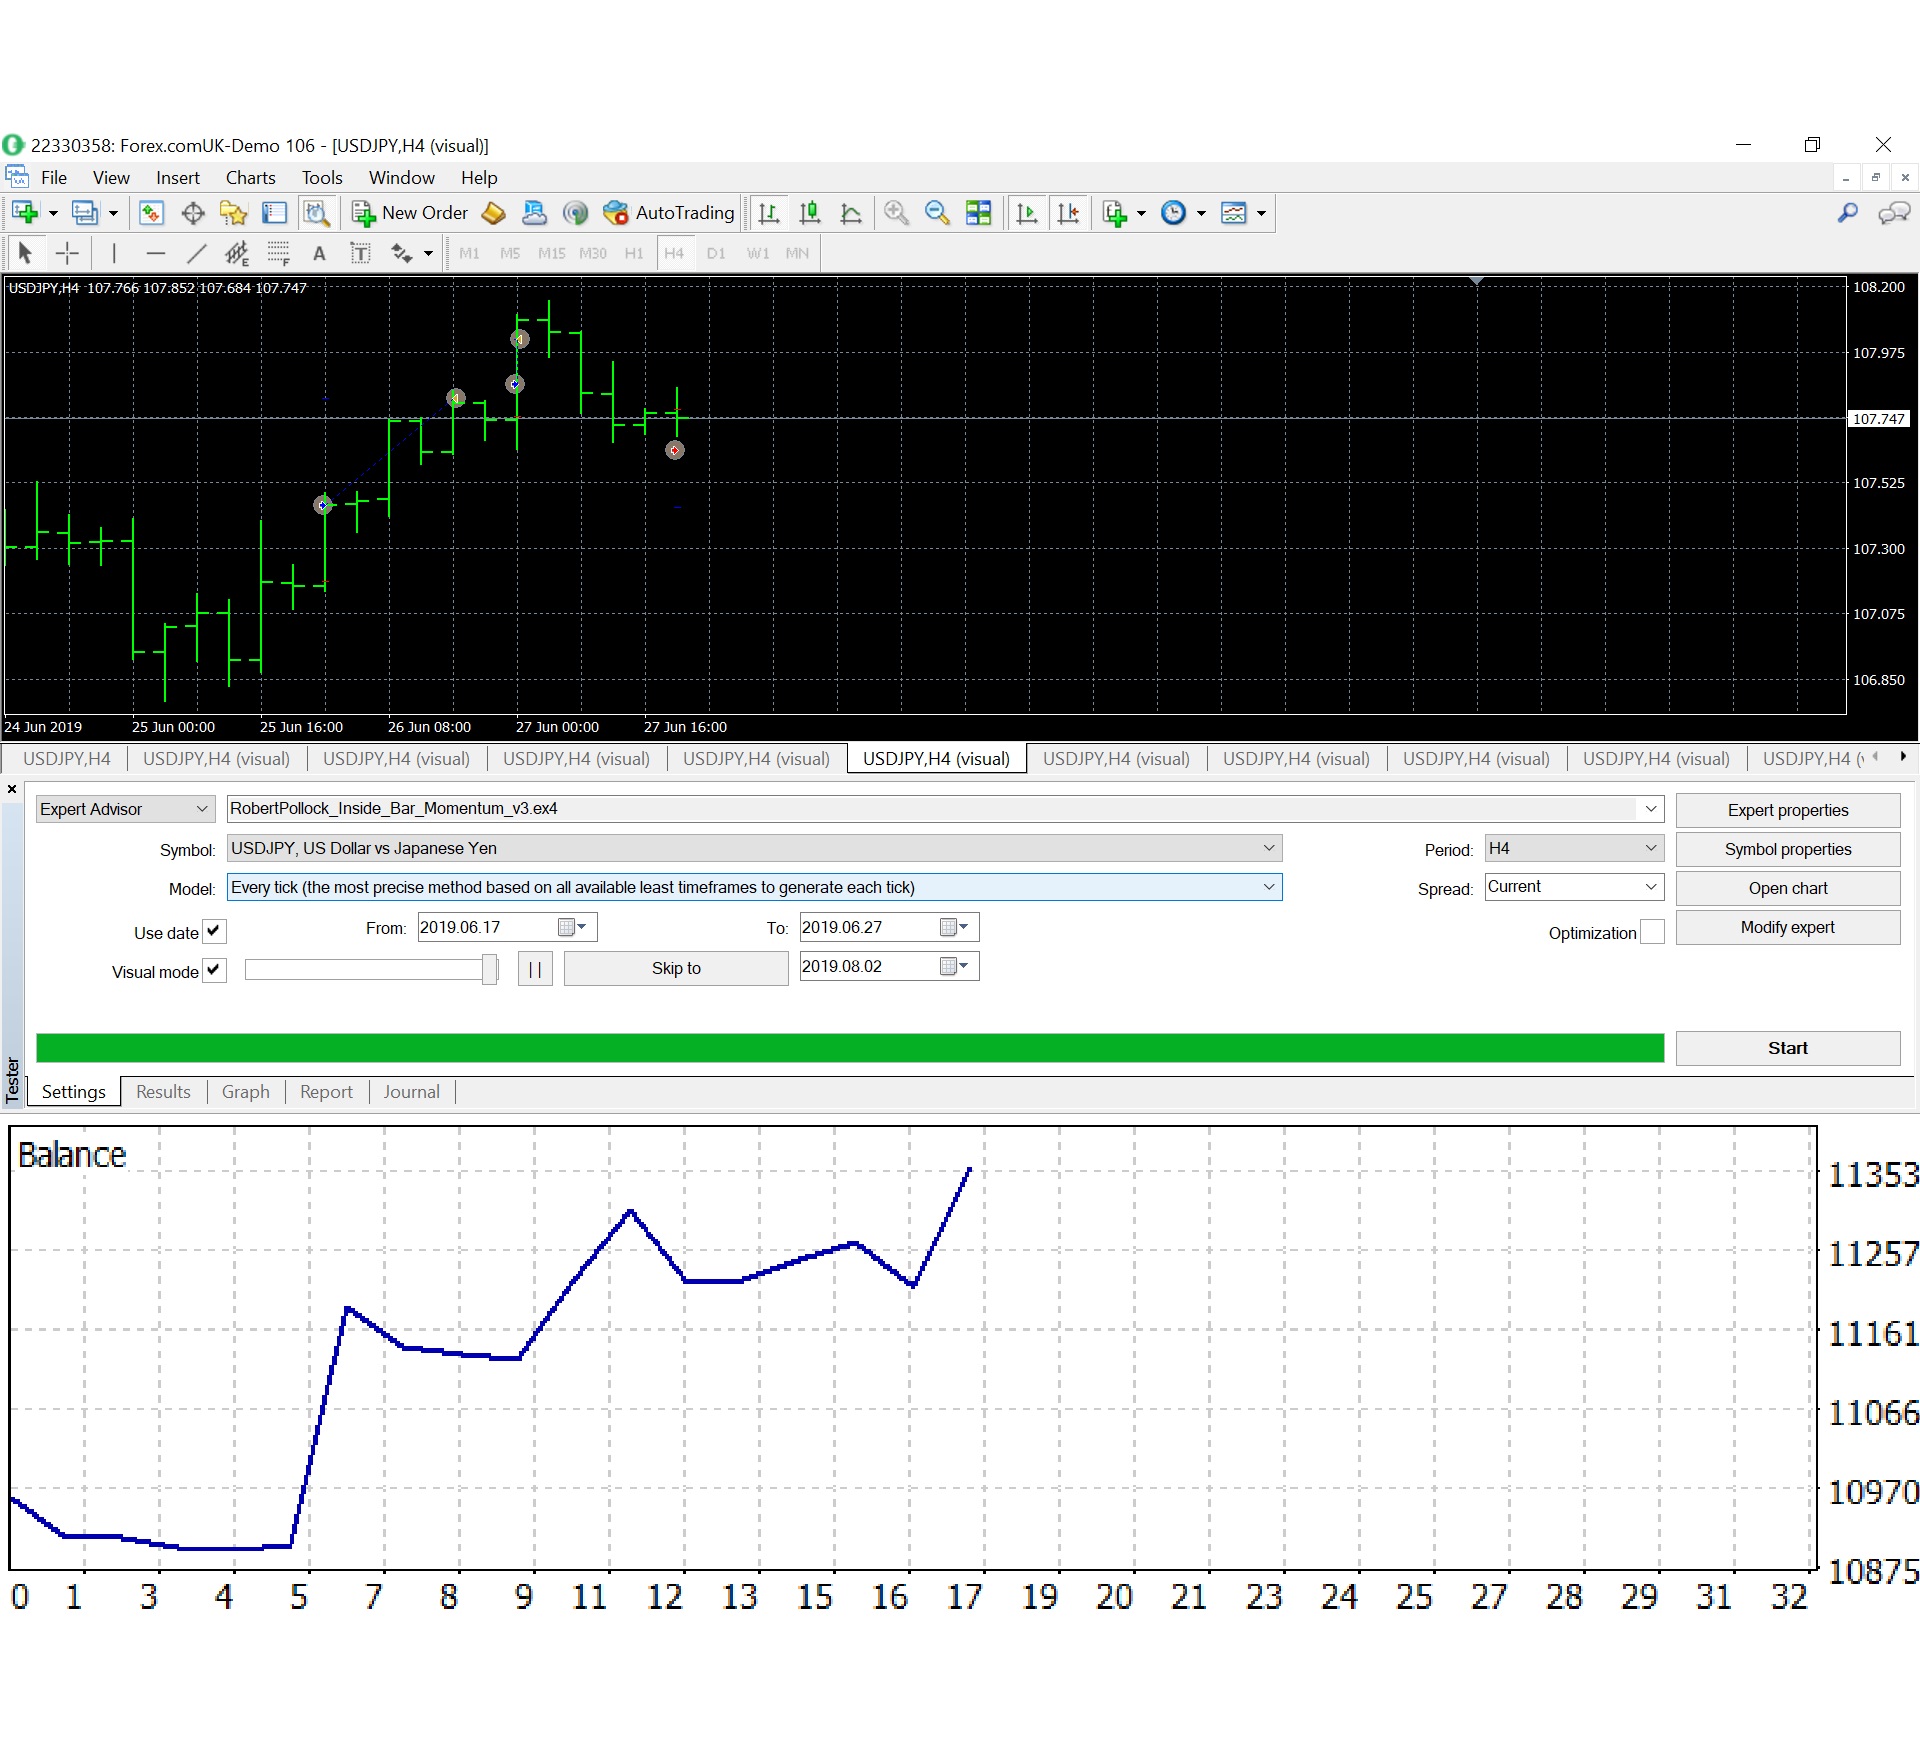 22330358: Forex.comUK-Demo 106 - [USDJPY,H4 (visual)]
File View Insert Charts Tools Window Help
New Order AutoTrading
A T M1 M5 M15 M30 H1 H4 D1 W1 MN
USDJPY,H4 107.766 107.852 107.684 107.747
108.200
107.975
107.747
107.525
107.300
107.075
106.850
24 Jun 2019 25 Jun 00:00 25 Jun 16:00 26 Jun 08:00 27 Jun 00:00 27 Jun 16:00
USDJPY,H4 USDJPY,H4 (visual) USDJPY,H4 (visual) USDJPY,H4 (visual) USDJPY,H4 (visual) USDJPY,H4 (visual) USDJPY,H4 (visual) USDJPY,H4 (visual) USDJPY,H4 (visual) USDJPY,H4 (visual) USDJPY,H4 (v
Expert Advisor RobertPollock_Inside_Bar_Momentum_v3.ex4 Expert properties
Symbol: USDJPY, US Dollar vs Japanese Yen Period: H4 Symbol properties
Model: Every tick (the most precise method based on all available least timeframes to generate each tick) Spread: Current Open chart
Use date From: 2019.06.17 To: 2019.06.27 Optimization Modify expert
Visual mode Skip to 2019.08.02
Start
Tester
Settings Results Graph Report Journal
Balance
11353
11257
11161
11066
10970
10875
0 1 3 4 5 7 8 9 11 12 13 15 16 17 19 20 21 23 24 25 27 28 29 31 32